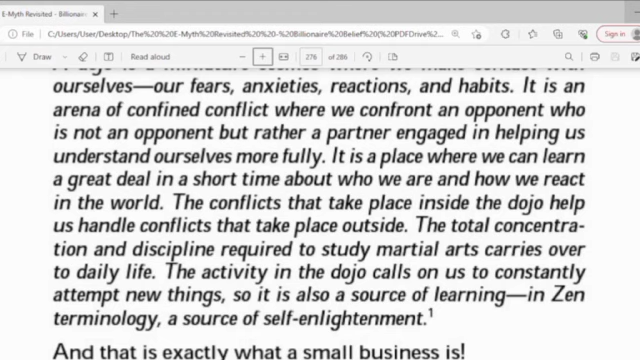 E-Myth Revisited - Billionaire
File
C:/Users/User/Desktop/The%20%20E-Myth%20Revisited%20%20-%20Billionaire%20Belief%20(%20PDFDrive%2...
Sign in
Draw
Read aloud
276 of 286
ourselves—our fears, anxieties, reactions, and habits. It is an
arena of confined conflict where we confront an opponent who
is not an opponent but rather a partner engaged in helping us
understand ourselves more fully. It is a place where we can learn
a great deal in a short time about who we are and how we react
in the world. The conflicts that take place inside the dojo help
us handle conflicts that take place outside. The total concentra-
tion and discipline required to study martial arts carries over
to daily life. The activity in the dojo calls on us to constantly
attempt new things, so it is also a source of learning—in Zen
terminology, a source of self-enlightenment.1
And that is exactly what a small business is!